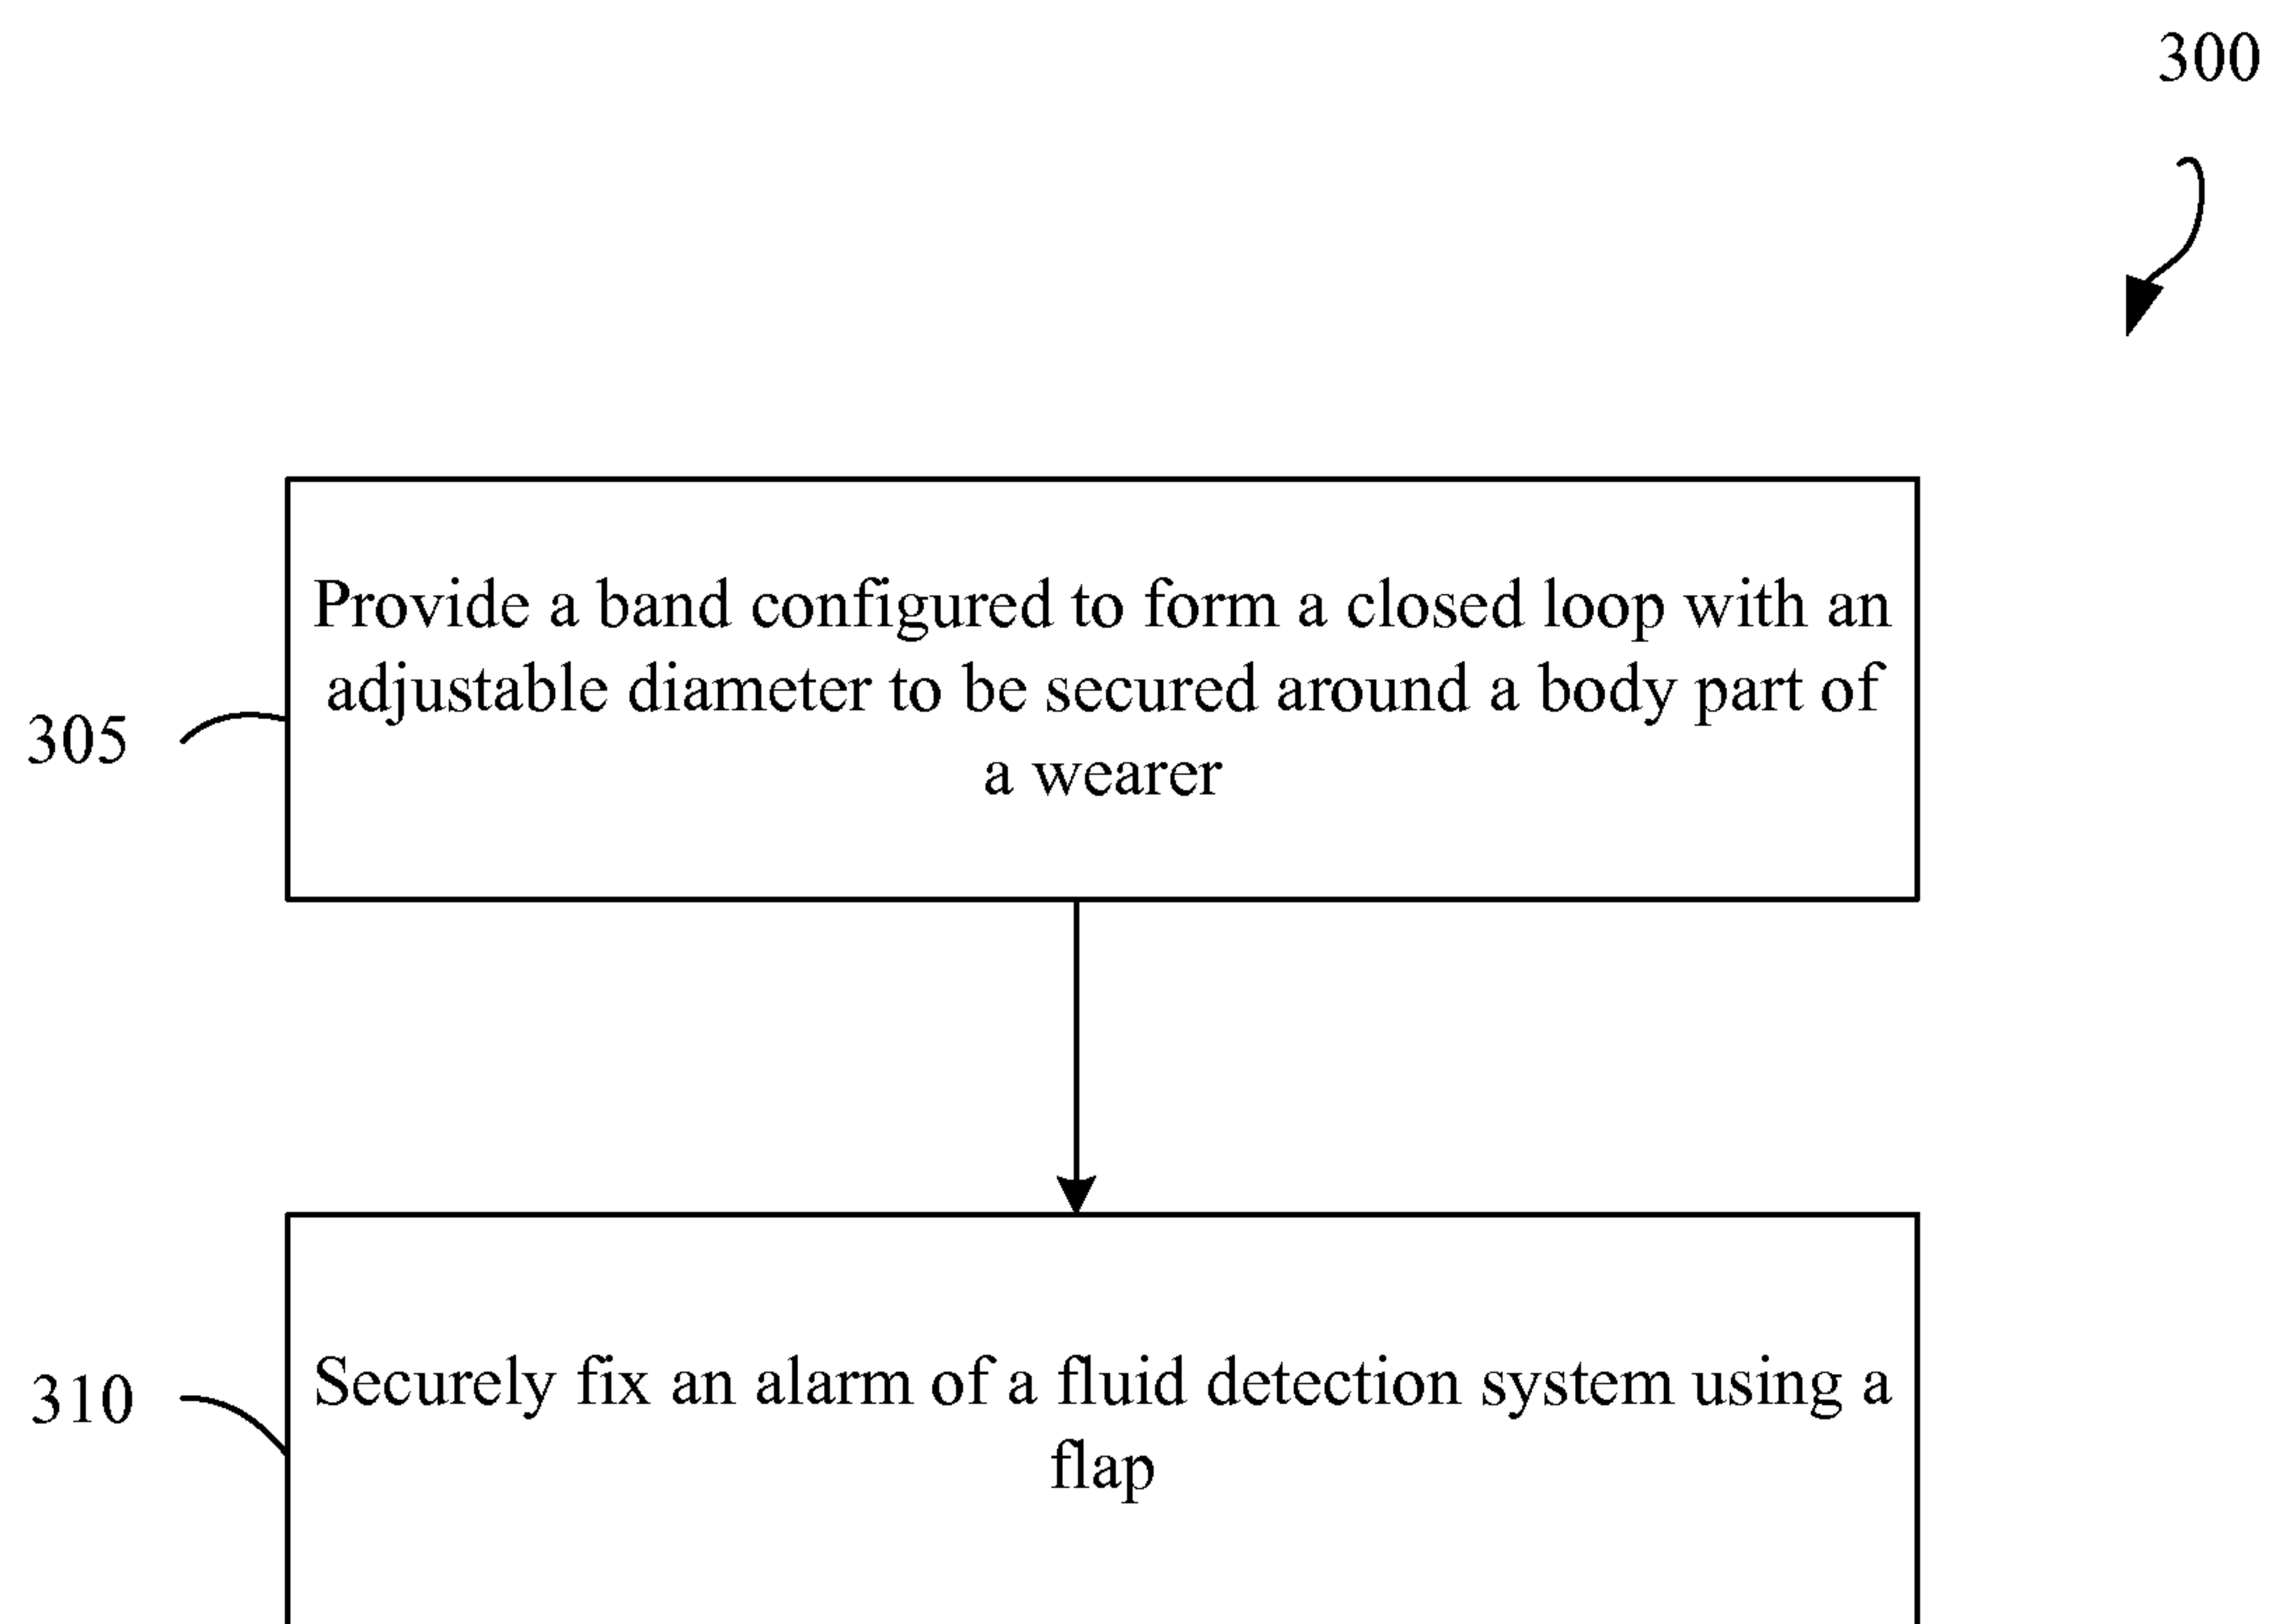 300
Provide a band configured to form a closed loop with an
adjustable diameter to be secured around a body part of
a wearer
305
Securely fix an alarm of a fluid detection system using a
flap
310